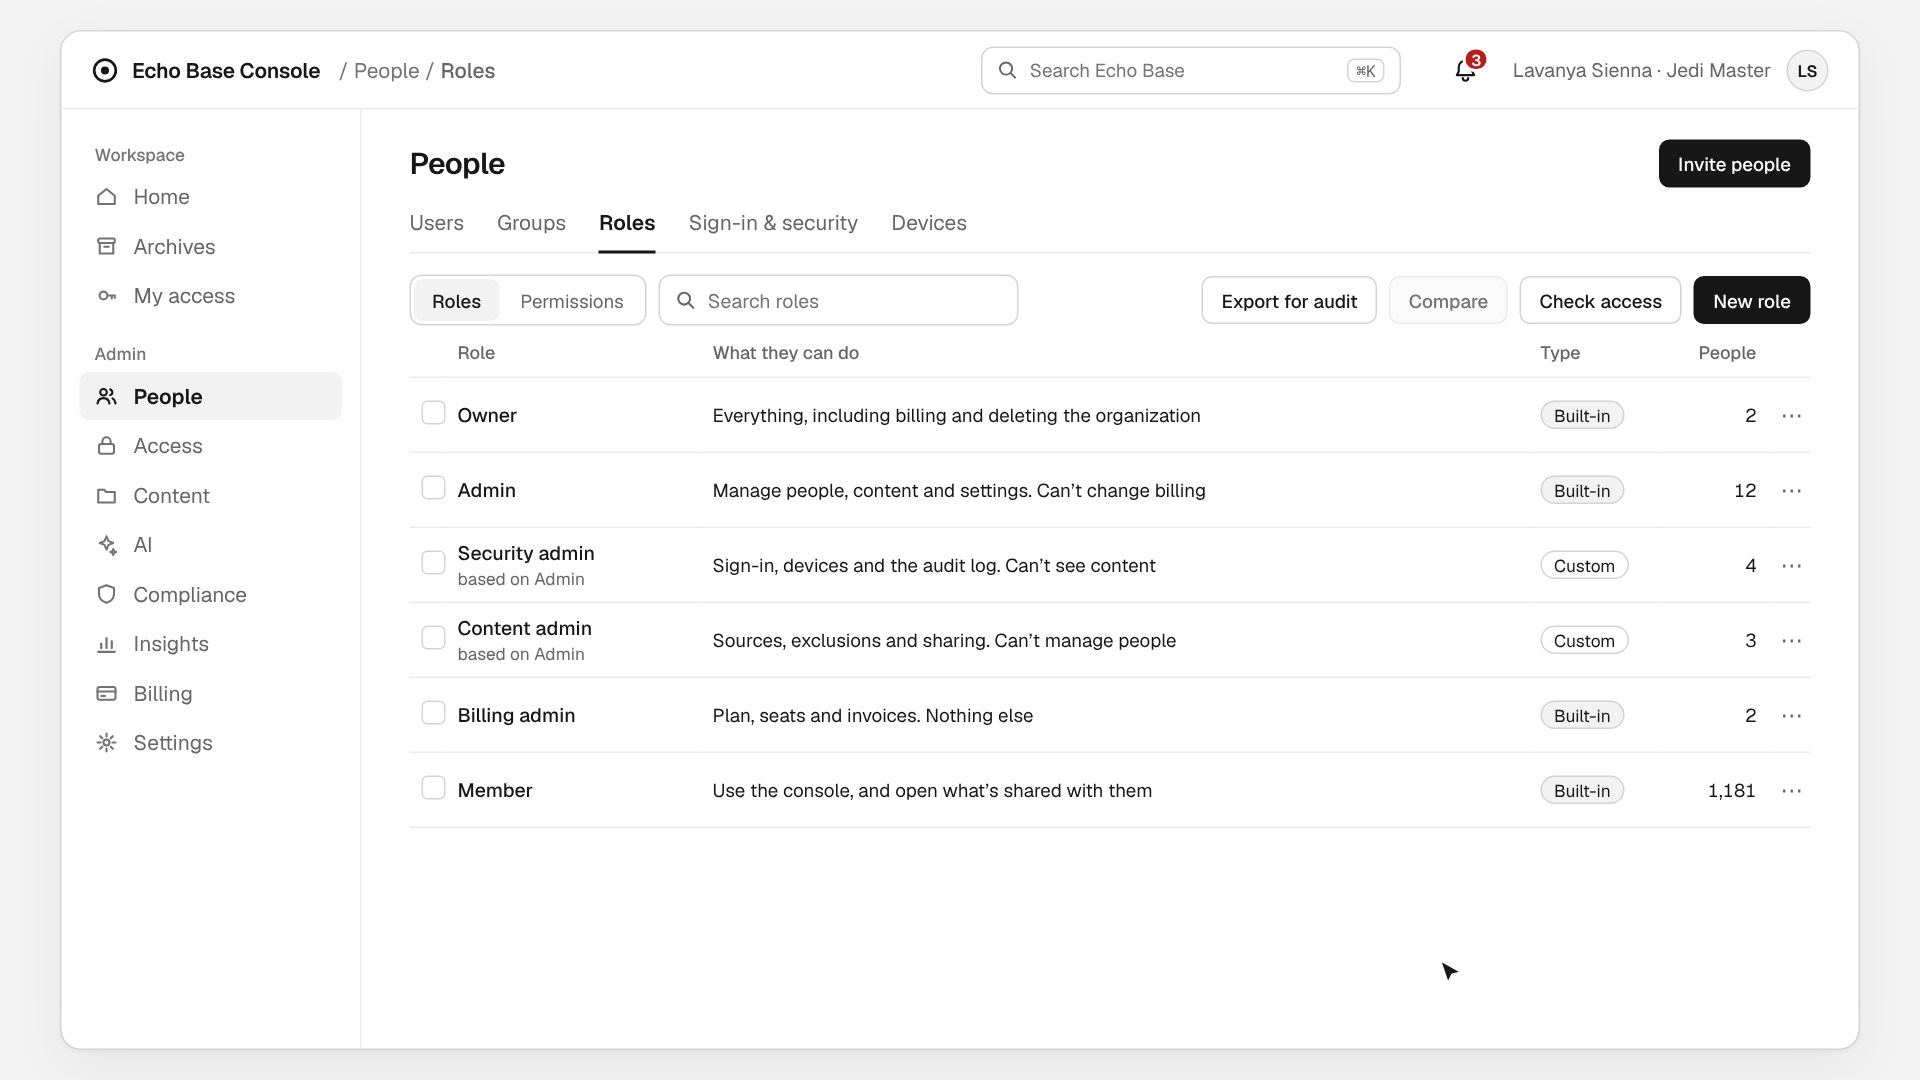 Echo Base Console / People / Roles
Search Echo Base ⌘K
3
Lavanya Sienna · Jedi Master LS
Workspace
Home
Archives
My access
Admin
People
Access
Content
AI
Compliance
Insights
Billing
Settings
People
Invite people
Users Groups Roles Sign-in & security Devices
Roles Permissions Search roles Export for audit Compare Check access New role
Role What they can do Type People
Owner Everything, including billing and deleting the organization Built-in 2 ···
Admin Manage people, content and settings. Can’t change billing Built-in 12 ···
Security admin
based on Admin
Sign-in, devices and the audit log. Can’t see content Custom 4 ···
Content admin
based on Admin
Sources, exclusions and sharing. Can’t manage people Custom 3 ···
Billing admin Plan, seats and invoices. Nothing else Built-in 2 ···
Member Use the console, and open what’s shared with them Built-in 1,181 ···